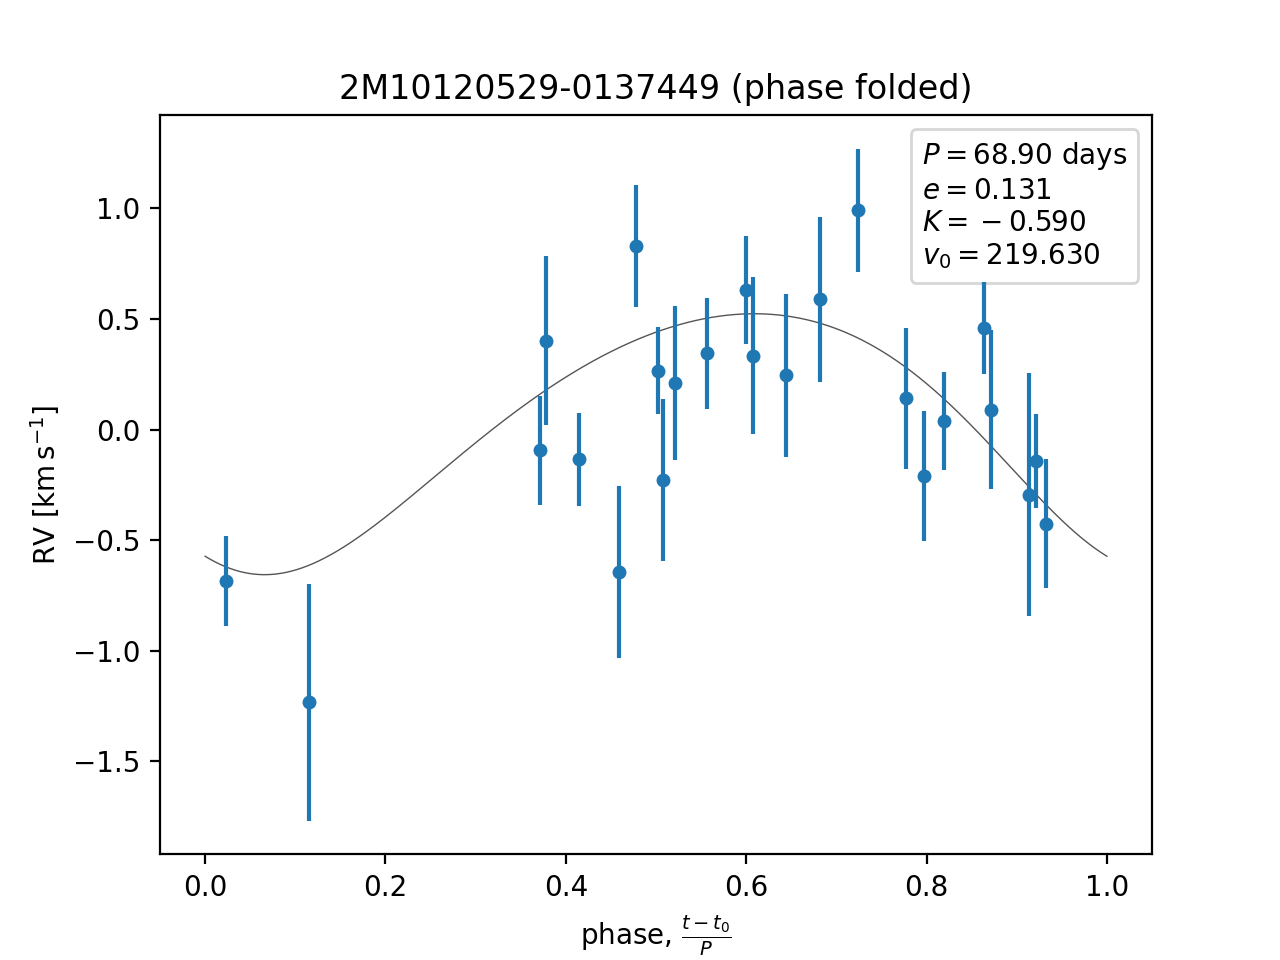 2M10120529-0137449 (phase folded)
P = 68.90 days
e = 0.131
K = −0.590
v₀ = 219.630
1.0
0.5
0.0
−0.5
−1.0
−1.5
RV [km s⁻¹]
0.0 0.2 0.4 0.6 0.8 1.0
phase, (t − t₀)/P